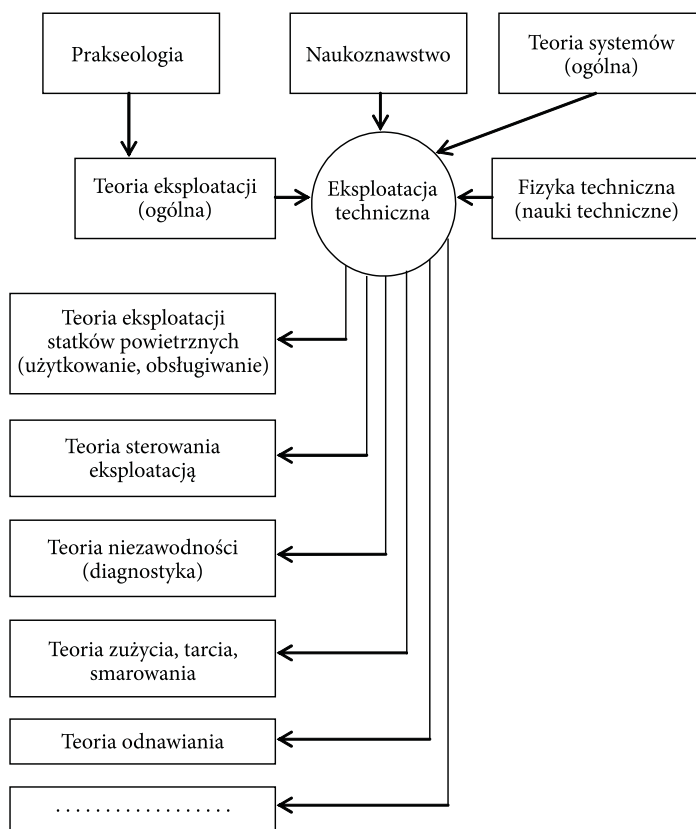 Prakseologia
Naukoznawstwo
Teoria systemów
(ogólna)
Teoria eksploatacji
(ogólna)
Eksploatacja
techniczna
Fizyka techniczna
(nauki techniczne)
Teoria eksploatacji
statków powietrznych
(użytkowanie, obsługiwanie)
Teoria sterowania
eksploatacją
Teoria niezawodności
(diagnostyka)
Teoria zużycia, tarcia,
smarowania
Teoria odnawiania
. . . . . . . . . . . . . . . . . .